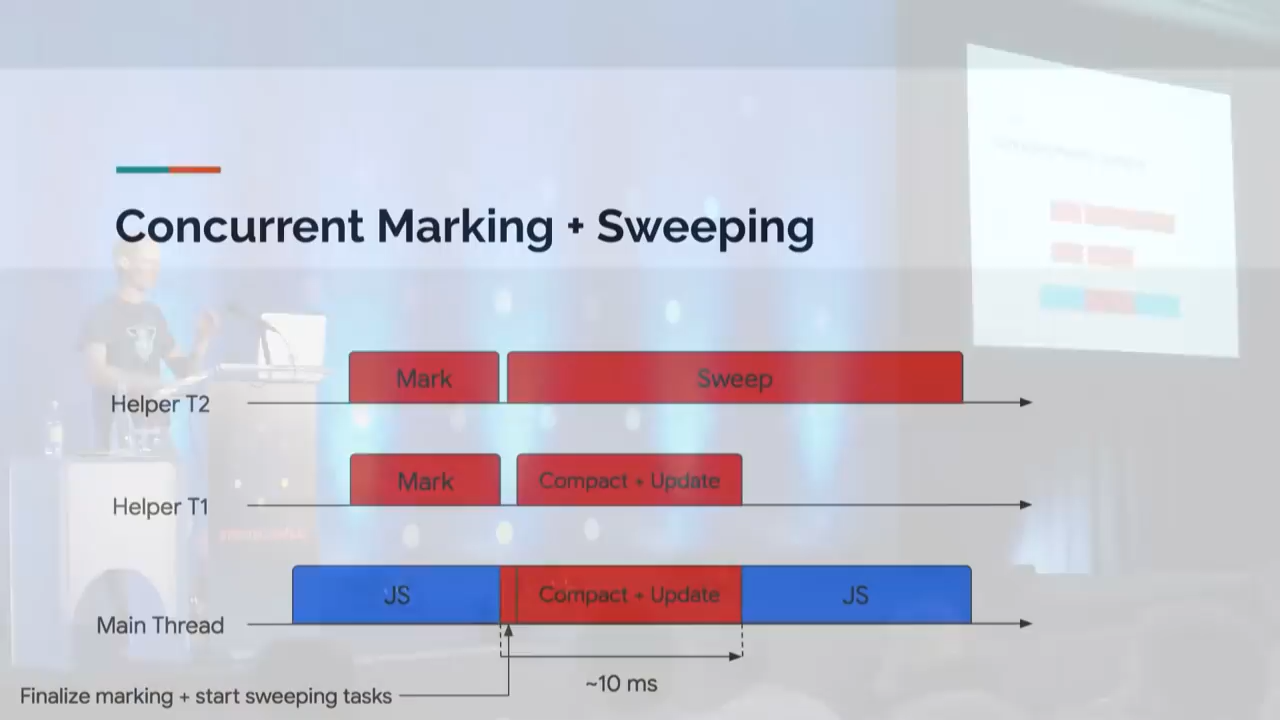 Concurrent Marking + Sweeping
Mark
Sweep
Helper T2
Mark
Compact + Update
Helper T1
JS
Compact + Update
JS
Main Thread
~10 ms
Finalize marking + start sweeping tasks